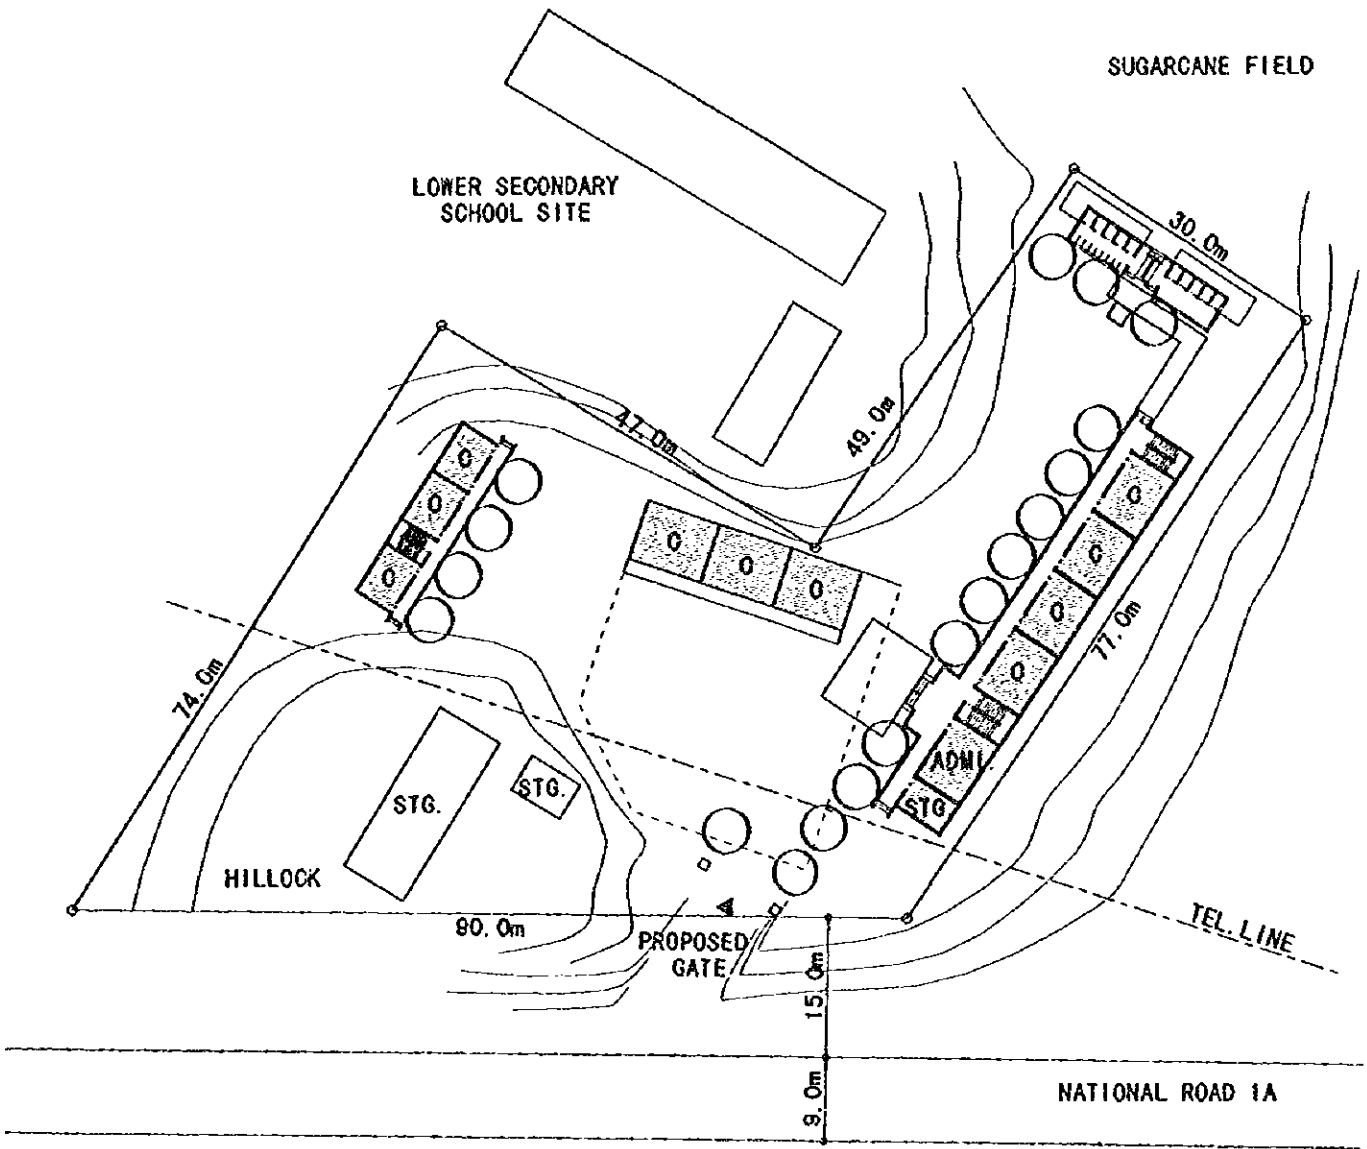 SUGARCANE FIELD
LOWER SECONDARY
SCHOOL SITE
30.0m
47.0m
49.0m
C
C
C
C
C
C
C
C
C
C
77.0m
74.0m
ADMI.
STG
STG.
STG.
HILLOCK
90.0m
PROPOSED
GATE
15.0m
TEL.LINE
9.0m
NATIONAL ROAD 1A